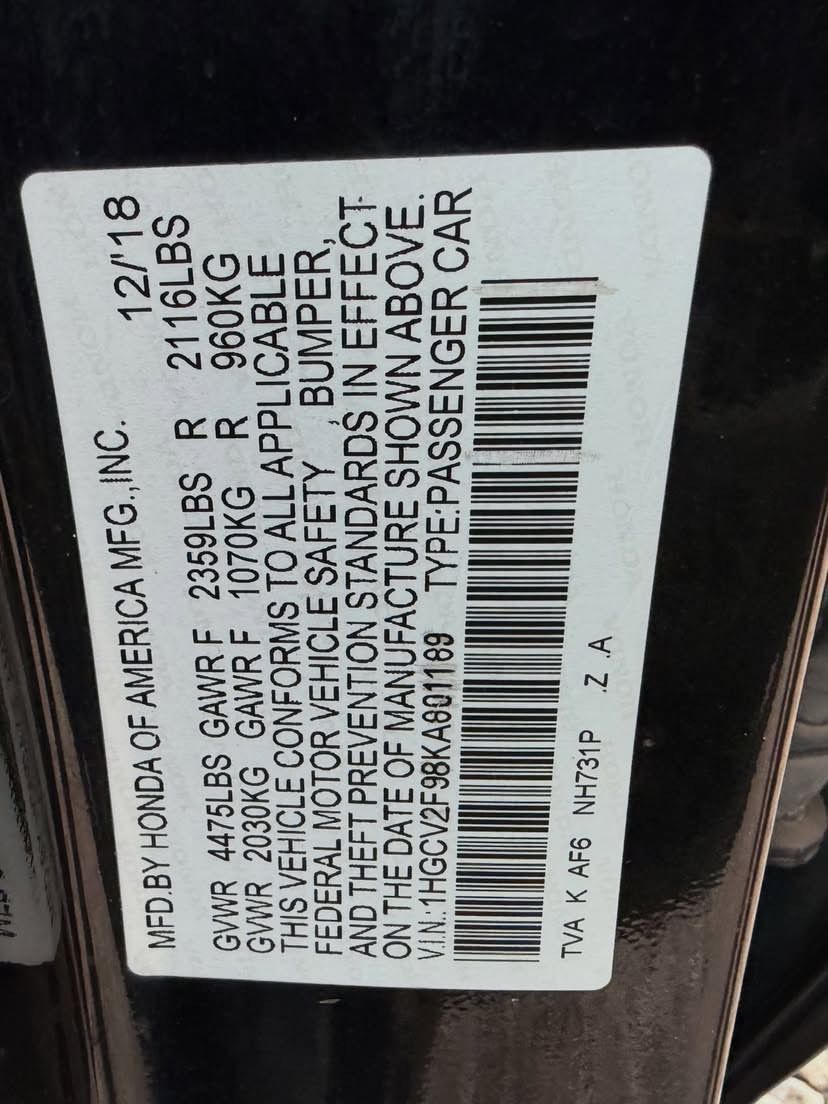 MFD.BY HONDA OF AMERICA MFG.,INC. 12/'18
GVWR 4475LBS GAWR F 2359LBS R 2116LBS
GVWR 2030KG GAWR F 1070KG R 960KG
THIS VEHICLE CONFORMS TO ALL APPLICABLE
FEDERAL MOTOR VEHICLE SAFETY , BUMPER,
AND THEFT PREVENTION STANDARDS IN EFFECT
ON THE DATE OF MANUFACTURE SHOWN ABOVE.
V.I.N.: TYPE:PASSENGER CAR
TVA K AF6 NH731P .Z .A